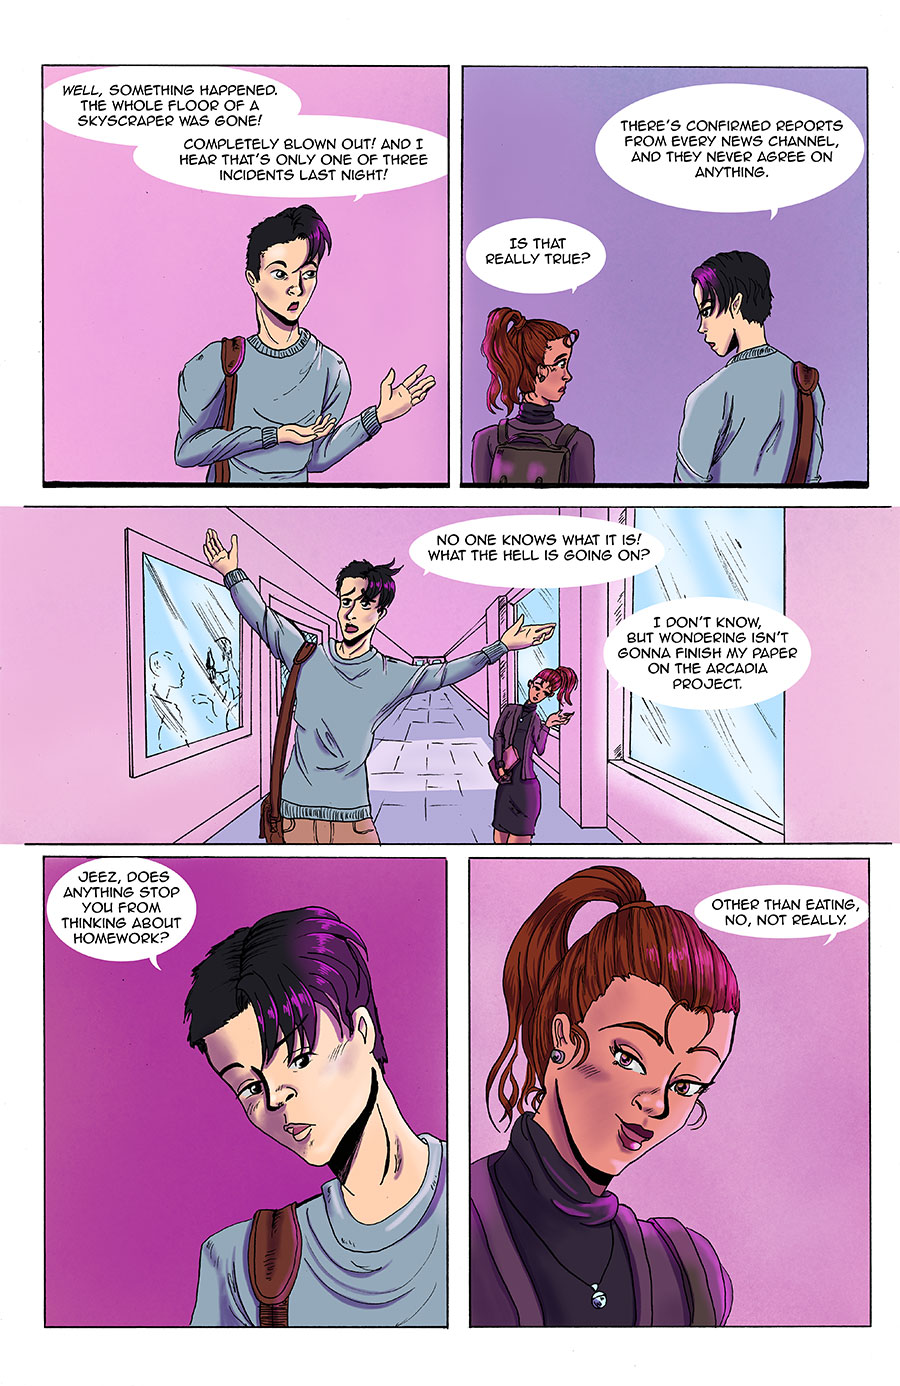 WELL, SOMETHING HAPPENED.
THE WHOLE FLOOR OF A
SKYSCRAPER WAS GONE!
COMPLETELY BLOWN OUT! AND I
HEAR THAT'S ONLY ONE OF THREE
INCIDENTS LAST NIGHT!
IS THAT
REALLY TRUE?
THERE'S CONFIRMED REPORTS
FROM EVERY NEWS CHANNEL,
AND THEY NEVER AGREE ON
ANYTHING.
NO ONE KNOWS WHAT IT IS!
WHAT THE HELL IS GOING ON?
I DON'T KNOW,
BUT WONDERING ISN'T
GONNA FINISH MY PAPER
ON THE ARCADIA
PROJECT.
JEEZ, DOES
ANYTHING STOP
YOU FROM
THINKING ABOUT
HOMEWORK?
OTHER THAN EATING,
NO, NOT REALLY.